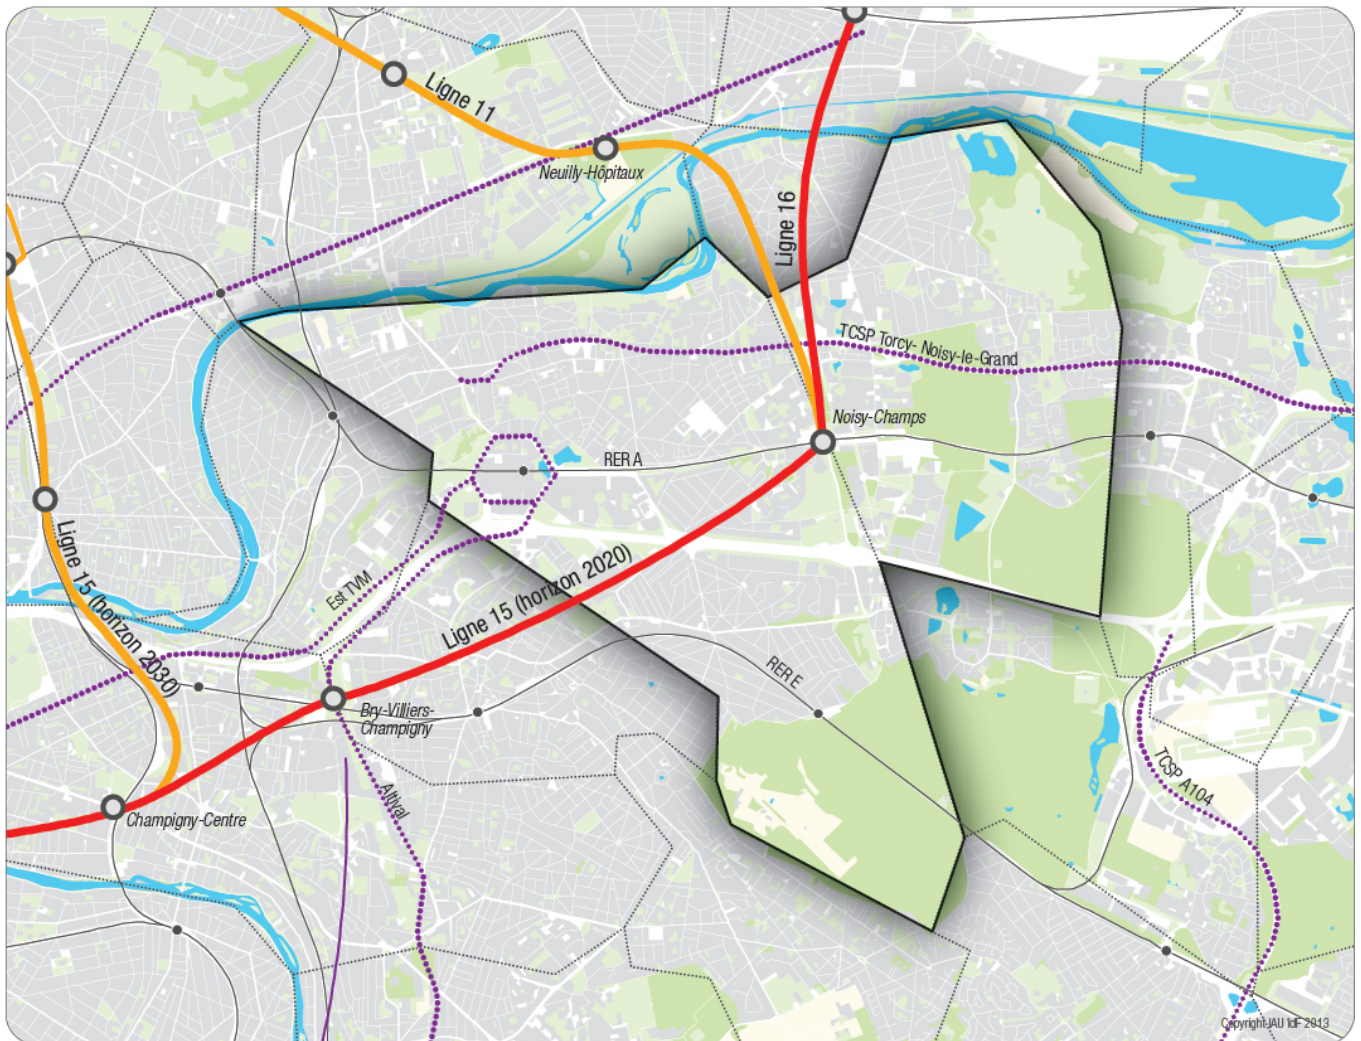 Ligne 11
Neuilly-Hôpitaux
Ligne 16
TCSP Torcy- Noisy-le-Grand
Noisy-Champs
RER A
Ligne 15 (horizon 2030)
Est TVM
Ligne 15 (horizon 2020)
RER E
Bry-Villiers-
Champigny
TCSP A104
Altival
Champigny-Centre
Copyright IAU îdF 2013